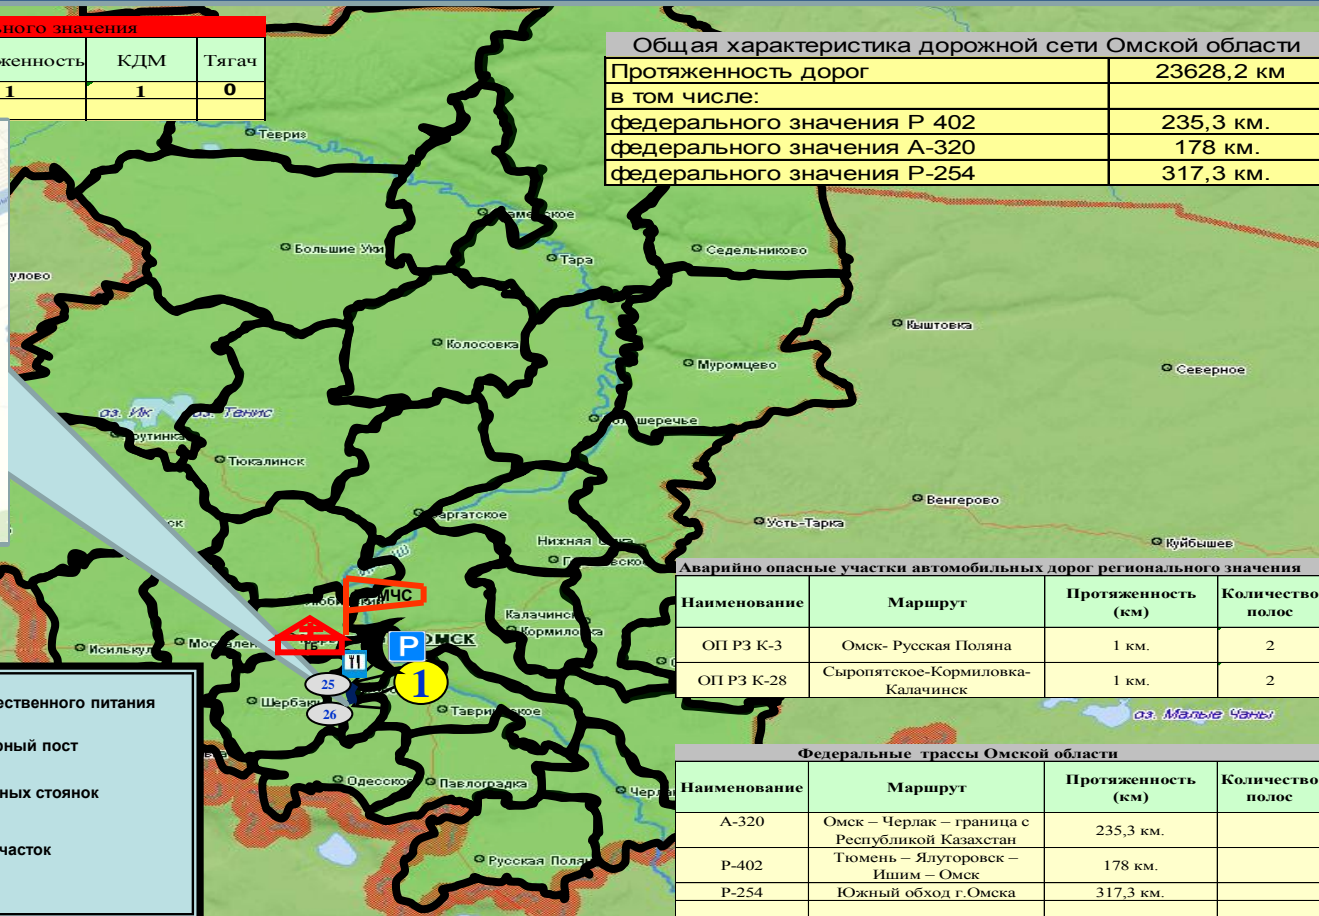 ного значения
женность КДМ Тягач
1 1 0
Общая характеристика дорожной сети Омской области
Протяженность дорог 23628,2 км
в том числе:
федерального значения Р 402 235,3 км.
федерального значения А-320 178 км.
федерального значения Р-254 317,3 км.
Тевриз
Большие Уки
Тара
Седельниково
улово
Кыштовка
Колосовка
Муромцево
Северное
оз. Ик оз. Тенис
Тюкалинск
Венгерово
Усть-Тарка
Куйбышев
Нижняя
Аварийно опасные участки автомобильных дорог регионального значения
Наименование Маршрут Протяженность (км) Количество полос
ОП РЗ К-3 Омск- Русская Поляна 1 км. 2
ОП РЗ К-28 Сыропятское-Кормиловка-Калачинск 1 км. 2
МЧС
Кормиловка
ОМСК
P
Исилькуль
25
1
26
Таврическое
оз. Малые Чаны
Одесское
Павлоградка
Русская Поляна
ественного питания
рный пост
ных стоянок
часток
Федеральные трассы Омской области
Наименование Маршрут Протяженность (км) Количество полос
А-320 Омск – Черлак – граница с Республикой Казахстан 235,3 км.
Р-402 Тюмень – Ялуторовск – Ишим – Омск 178 км.
Р-254 Южный обход г.Омска 317,3 км.